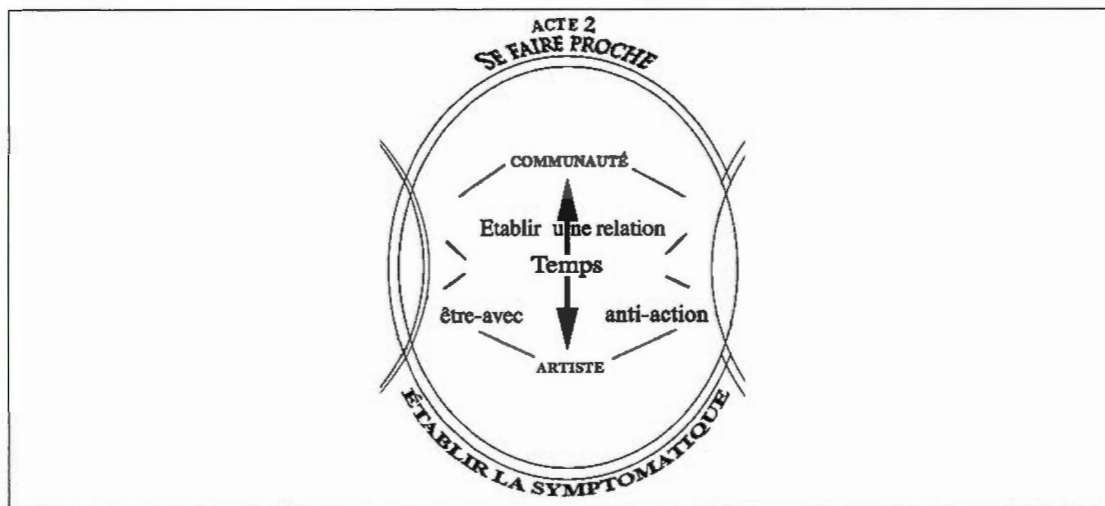 ACTE 2
SE FAIRE PROCHE
COMMUNAUTÉ
Etablir une relation
Temps
être-avec anti-action
ARTISTE
ÉTABLIR LA SYMPTOMATIQUE